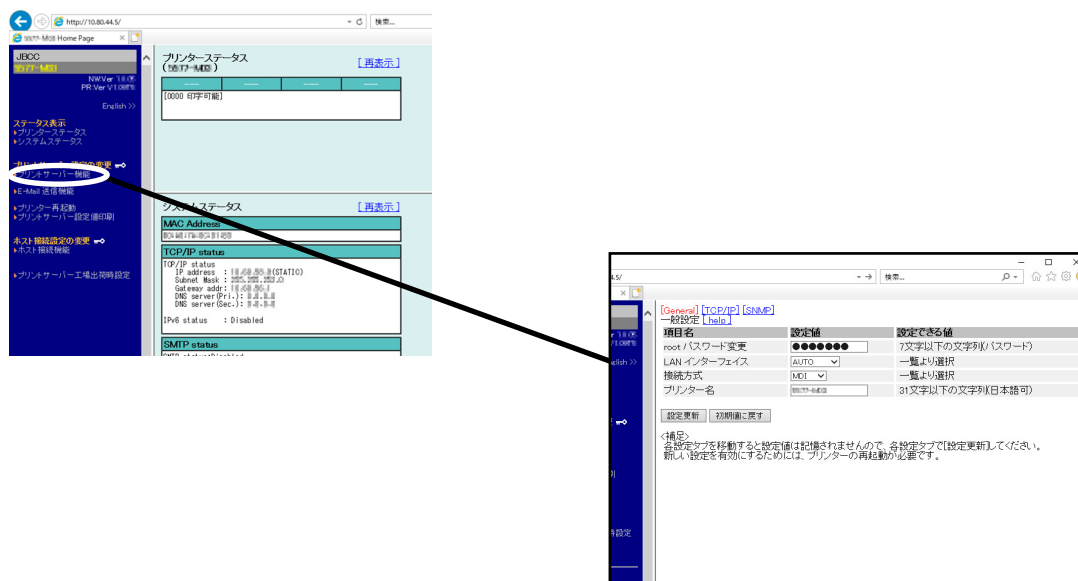 http://10.80.44.5/
検索...
Home Page
JBCC
NW:Ver
PR:Ver
English >>
ステータス表示
プリンターステータス
システムステータス
プリントサーバー設定の変更
プリントサーバー機能
E-Mail 送信機能
プリンター再起動
プリントサーバー設定値印刷
ホスト接続設定の変更
ホスト接続機能
プリントサーバー工場出荷時設定
プリンターステータス
[再表示]
[0000 印字可能]
システムステータス
[再表示]
MAC Address
TCP/IP status
TCP/IP status
IP address : (STATIC)
Subnet Mask :
Gateway addr:
DNS server(Pri.):
DNS server(Sec.):
IPv6 status : Disabled
SMTP status
4.5/
検索...
[General] [TCP/IP] [SNMP]
一般設定 [help]
項目名 設定値 設定できる値
root パスワード変更 ●●●●●●● 7文字以下の文字列(パスワード)
LAN インターフェイス AUTO 一覧より選択
接続方式 MDI 一覧より選択
プリンター名 31文字以下の文字列(日本語可)
設定更新 初期値に戻す
<補足>
各設定タブを移動すると設定値は記憶されませんので、各設定タブで[設定更新]してください。
新しい設定を有効にするためには、プリンターの再起動が必要です。
glish >>
時設定